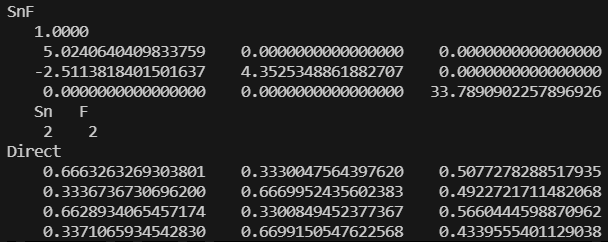 SnF
1.0000
5.0240640409833759 0.0000000000000000 0.0000000000000000
-2.5113818401501637 4.3525348861882707 0.0000000000000000
0.0000000000000000 0.0000000000000000 33.7890902257896926
Sn F
2 2
Direct
0.6663263269303801 0.3330047564397620 0.5077278288517935
0.3336736730696200 0.6669952435602383 0.4922721711482068
0.6628934065457174 0.3300849452377367 0.5660444598870962
0.3371065934542830 0.6699150547622568 0.4339555401129038